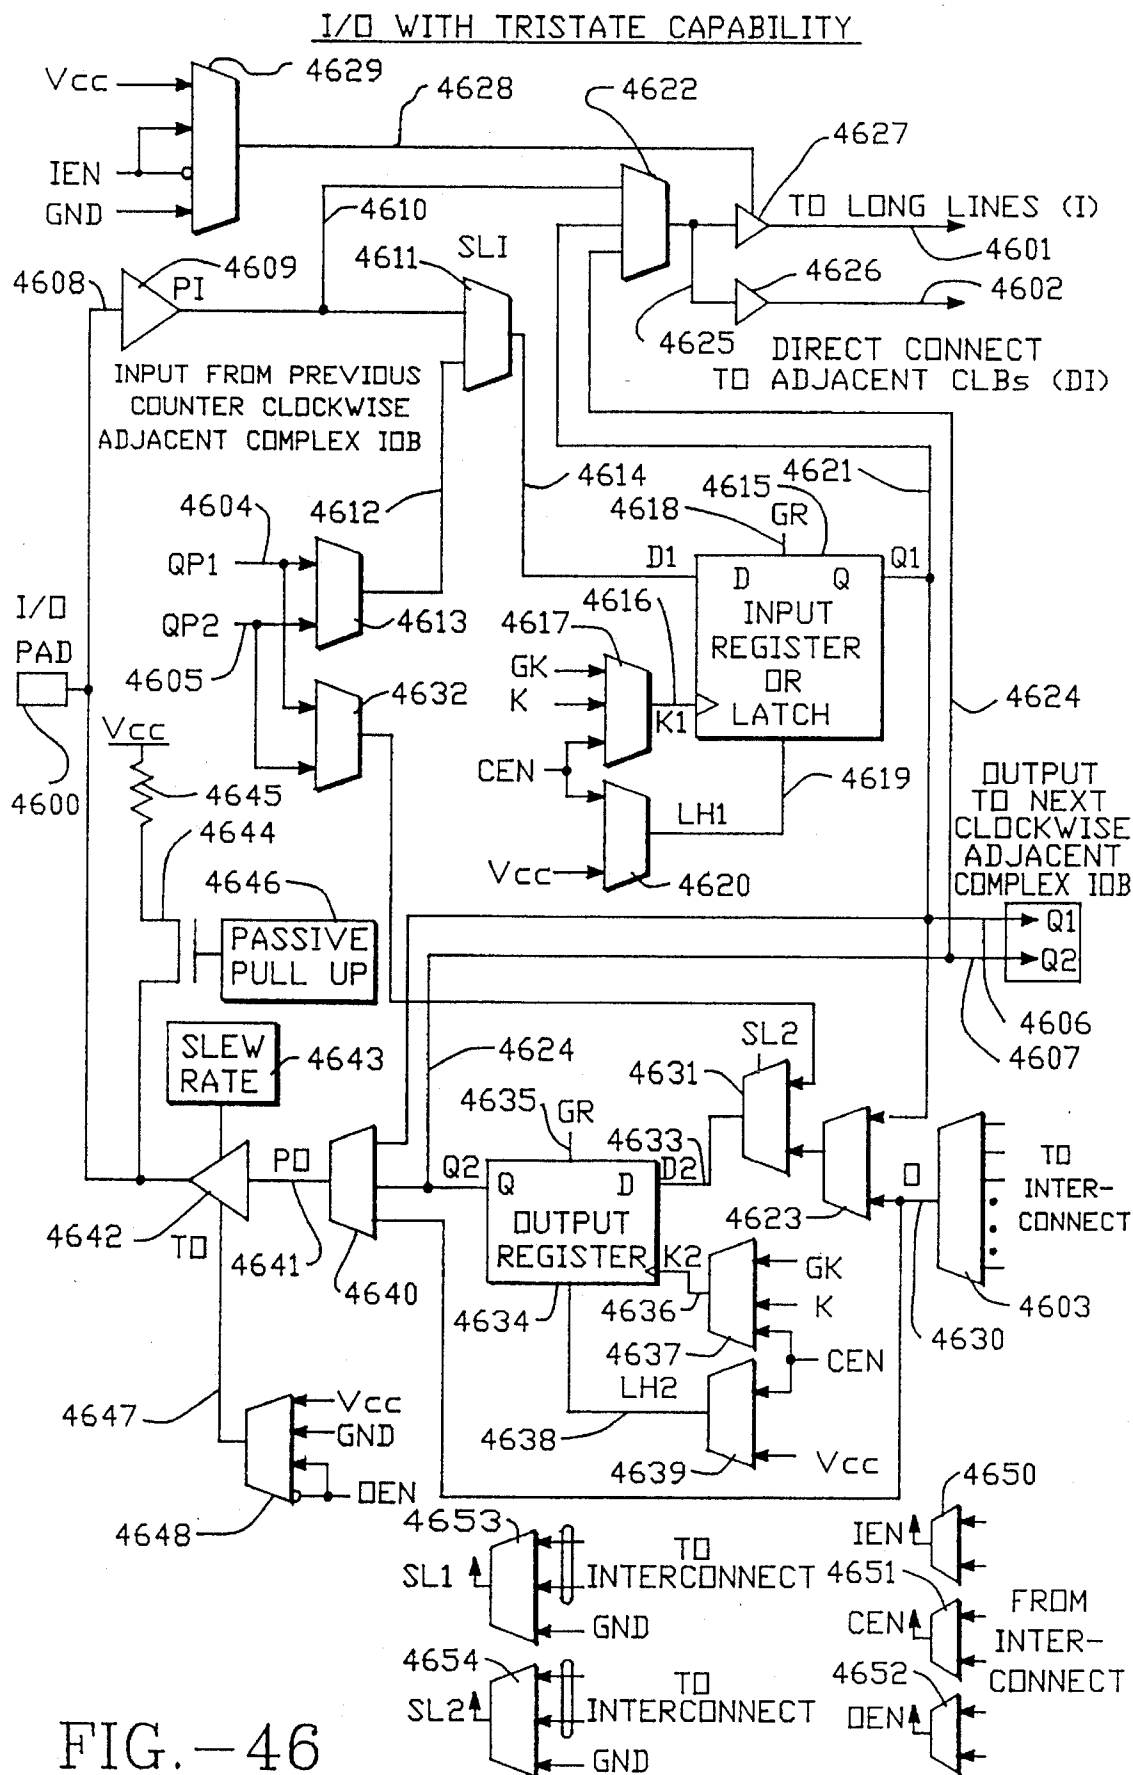 I/O WITH TRISTATE CAPABILITY
Vcc
4629
4628
4622
4627
IEN
GND
4610
TO LONG LINES (I)
4601
4608
4609
PI
4611
SLI
4626
4602
4625
DIRECT CONNECT
TO ADJACENT CLBs (DI)
INPUT FROM PREVIOUS
COUNTER CLOCKWISE
ADJACENT COMPLEX IOB
4604
4612
4614
4618
4615
4621
GR
QP1
D1
D
Q
Q1
I/O
PAD
QP2
4605
4613
4617
4616
INPUT
REGISTER
OR
LATCH
GK
K
K1
4632
4624
Vcc
CEN
4619
4600
4645
LH1
OUTPUT
TO NEXT
CLOCKWISE
ADJACENT
COMPLEX IOB
4644
Vcc
4620
4646
PASSIVE
PULL UP
Q1
Q2
4606
4607
SLEW
RATE
4643
4624
SL2
4631
4635
GR
4633
PO
Q2
Q
D
D2
O
TO
INTER-
CONNECT
4642
TO
4641
4640
OUTPUT
REGISTER
K2
4623
GK
K
4634
4636
4637
4603
4630
CEN
LH2
4647
Vcc
GND
4638
4639
Vcc
OEN
4648
4650
4653
IEN
SL1
TO
INTERCONNECT
GND
4651
CEN
FROM
INTER-
CONNECT
4654
SL2
TO
INTERCONNECT
GND
4652
OEN
FIG.-46